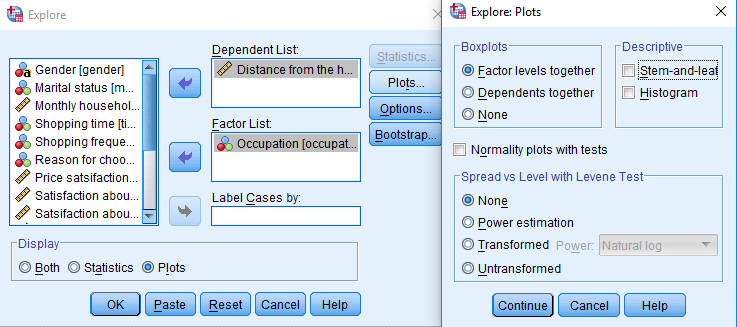 Explore
Dependent List:
Gender [gender]
Marital status [m...
Monthly househol...
Shopping time [ti...
Shopping freque...
Reason for choo...
Price satsifaction...
Satisfaction abou...
Satsifaction abou...
Distance from the h...
Factor List:
Occupation [occupat...
Label Cases by:
Statistics...
Plots...
Options...
Bootstrap...
Display
Both
Statistics
Plots
OK
Paste
Reset
Cancel
Help
Explore: Plots
Boxplots
Factor levels together
Dependents together
None
Descriptive
Stem-and-leaf
Histogram
Normality plots with tests
Spread vs Level with Levene Test
None
Power estimation
Transformed Power: Natural log
Untransformed
Continue
Cancel
Help